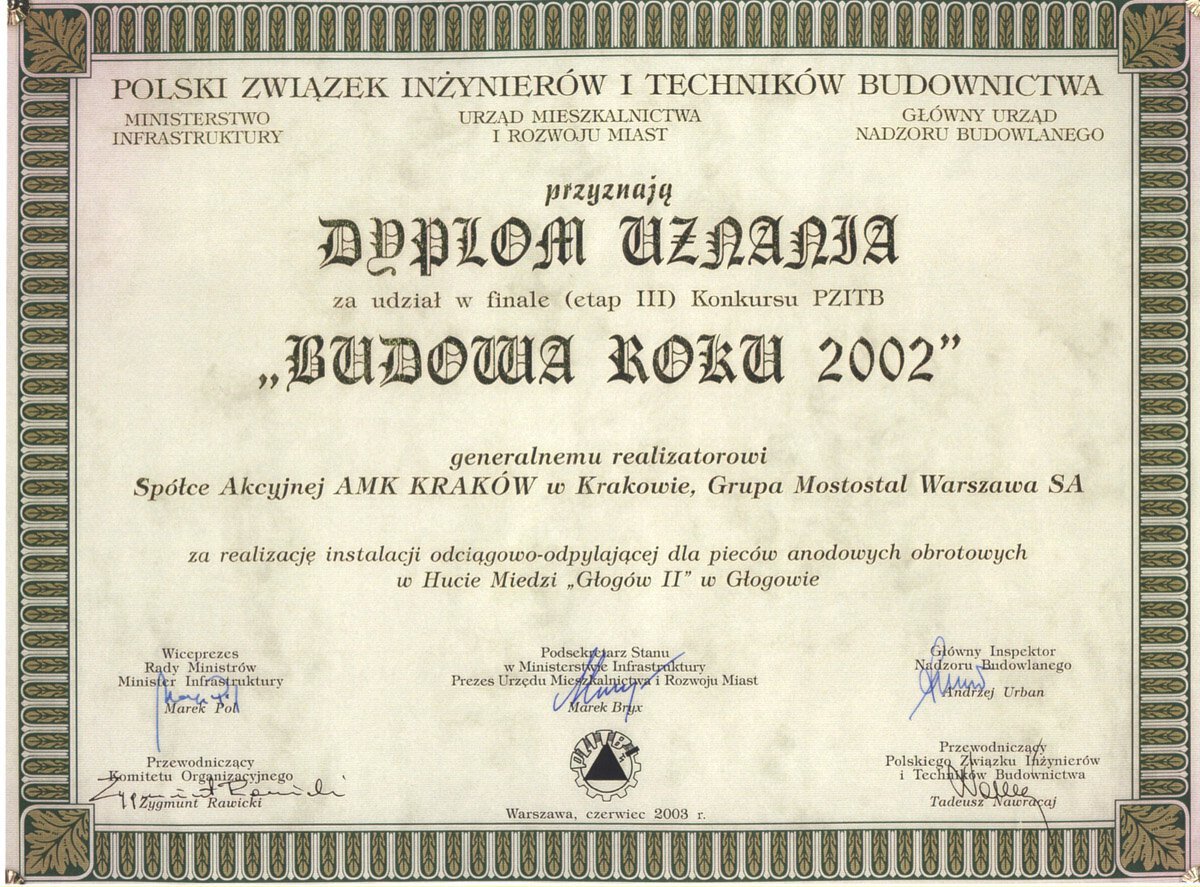 POLSKI ZWIĄZEK INŻYNIERÓW I TECHNIKÓW BUDOWNICTWA
MINISTERSTWO
INFRASTRUKTURY
URZĄD MIESZKALNICTWA
I ROZWOJU MIAST
GŁÓWNY URZĄD
NADZORU BUDOWLANEGO
przyznają
DYPLOM UZNANIA
za udział w finale (etap III) Konkursu PZITB
„BUDOWA ROKU 2002”
generalnemu realizatorowi
Spółce Akcyjnej AMK KRAKÓW w Krakowie, Grupa Mostostal Warszawa SA
za realizację instalacji odciągowo-odpylającej dla pieców anodowych obrotowych
w Hucie Miedzi „Głogów II” w Głogowie
Wiceprezes
Rady Ministrów
Minister Infrastruktury
Marek Pol
Podsekretarz Stanu
w Ministerstwie Infrastruktury
Prezes Urzędu Mieszkalnictwa i Rozwoju Miast
Marek Bryx
Główny Inspektor
Nadzoru Budowlanego
Andrzej Urban
Przewodniczący
Komitetu Organizacyjnego
Zygmunt Rawicki
Zygmunt Rawicki
PZITB
Warszawa, czerwiec 2003 r.
Przewodniczący
Polskiego Związku Inżynierów
i Techników Budownictwa
Tadeusz Nawracaj